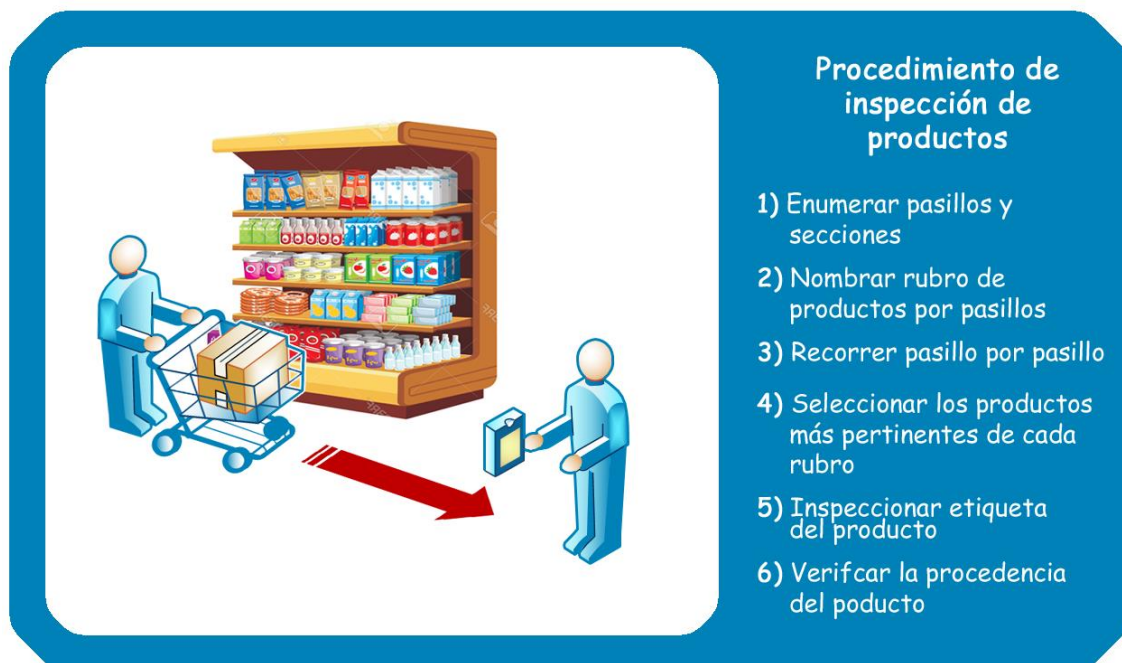 Procedimiento de
inspección de
productos
1) Enumerar pasillos y
secciones
2) Nombrar rubro de
productos por pasillos
3) Recorrer pasillo por pasillo
4) Seleccionar los productos
más pertinentes de cada
rubro
5) Inspeccionar etiqueta
del producto
6) Verifcar la procedencia
del poducto